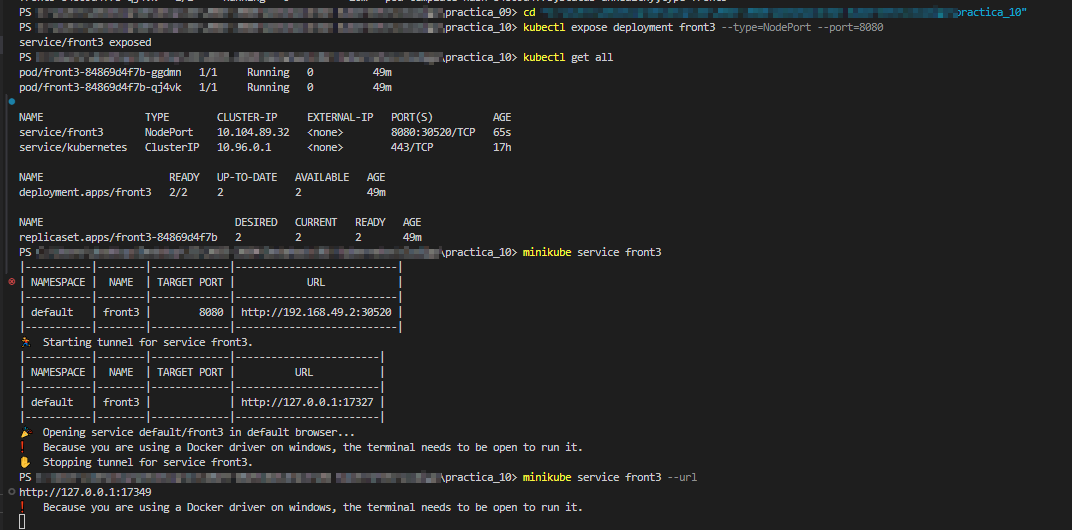 PS \practica_09> cd practica_10"
PS \practica_10> kubectl expose deployment front3 --type=NodePort --port=8080
service/front3 exposed
PS \practica_10> kubectl get all
pod/front3-84869d4f7b-ggdmn 1/1 Running 0 49m
pod/front3-84869d4f7b-qj4vk 1/1 Running 0 49m
NAME TYPE CLUSTER-IP EXTERNAL-IP PORT(S) AGE
service/front3 NodePort 10.104.89.32 <none> 8080:30520/TCP 65s
service/kubernetes ClusterIP 10.96.0.1 <none> 443/TCP 17h
NAME READY UP-TO-DATE AVAILABLE AGE
deployment.apps/front3 2/2 2 2 49m
NAME DESIRED CURRENT READY AGE
replicaset.apps/front3-84869d4f7b 2 2 2 49m
PS \practica_10> minikube service front3
|-----------|--------|-------------|---------------------------|
| NAMESPACE | NAME | TARGET PORT | URL |
|-----------|--------|-------------|---------------------------|
| default | front3 | 8080 | http://192.168.49.2:30520 |
|-----------|--------|-------------|---------------------------|
Starting tunnel for service front3.
|-----------|--------|-------------|------------------------|
| NAMESPACE | NAME | TARGET PORT | URL |
|-----------|--------|-------------|------------------------|
| default | front3 | | http://127.0.0.1:17327 |
|-----------|--------|-------------|------------------------|
Opening service default/front3 in default browser...
! Because you are using a Docker driver on windows, the terminal needs to be open to run it.
Stopping tunnel for service front3.
PS \practica_10> minikube service front3 --url
http://127.0.0.1:17349
! Because you are using a Docker driver on windows, the terminal needs to be open to run it.